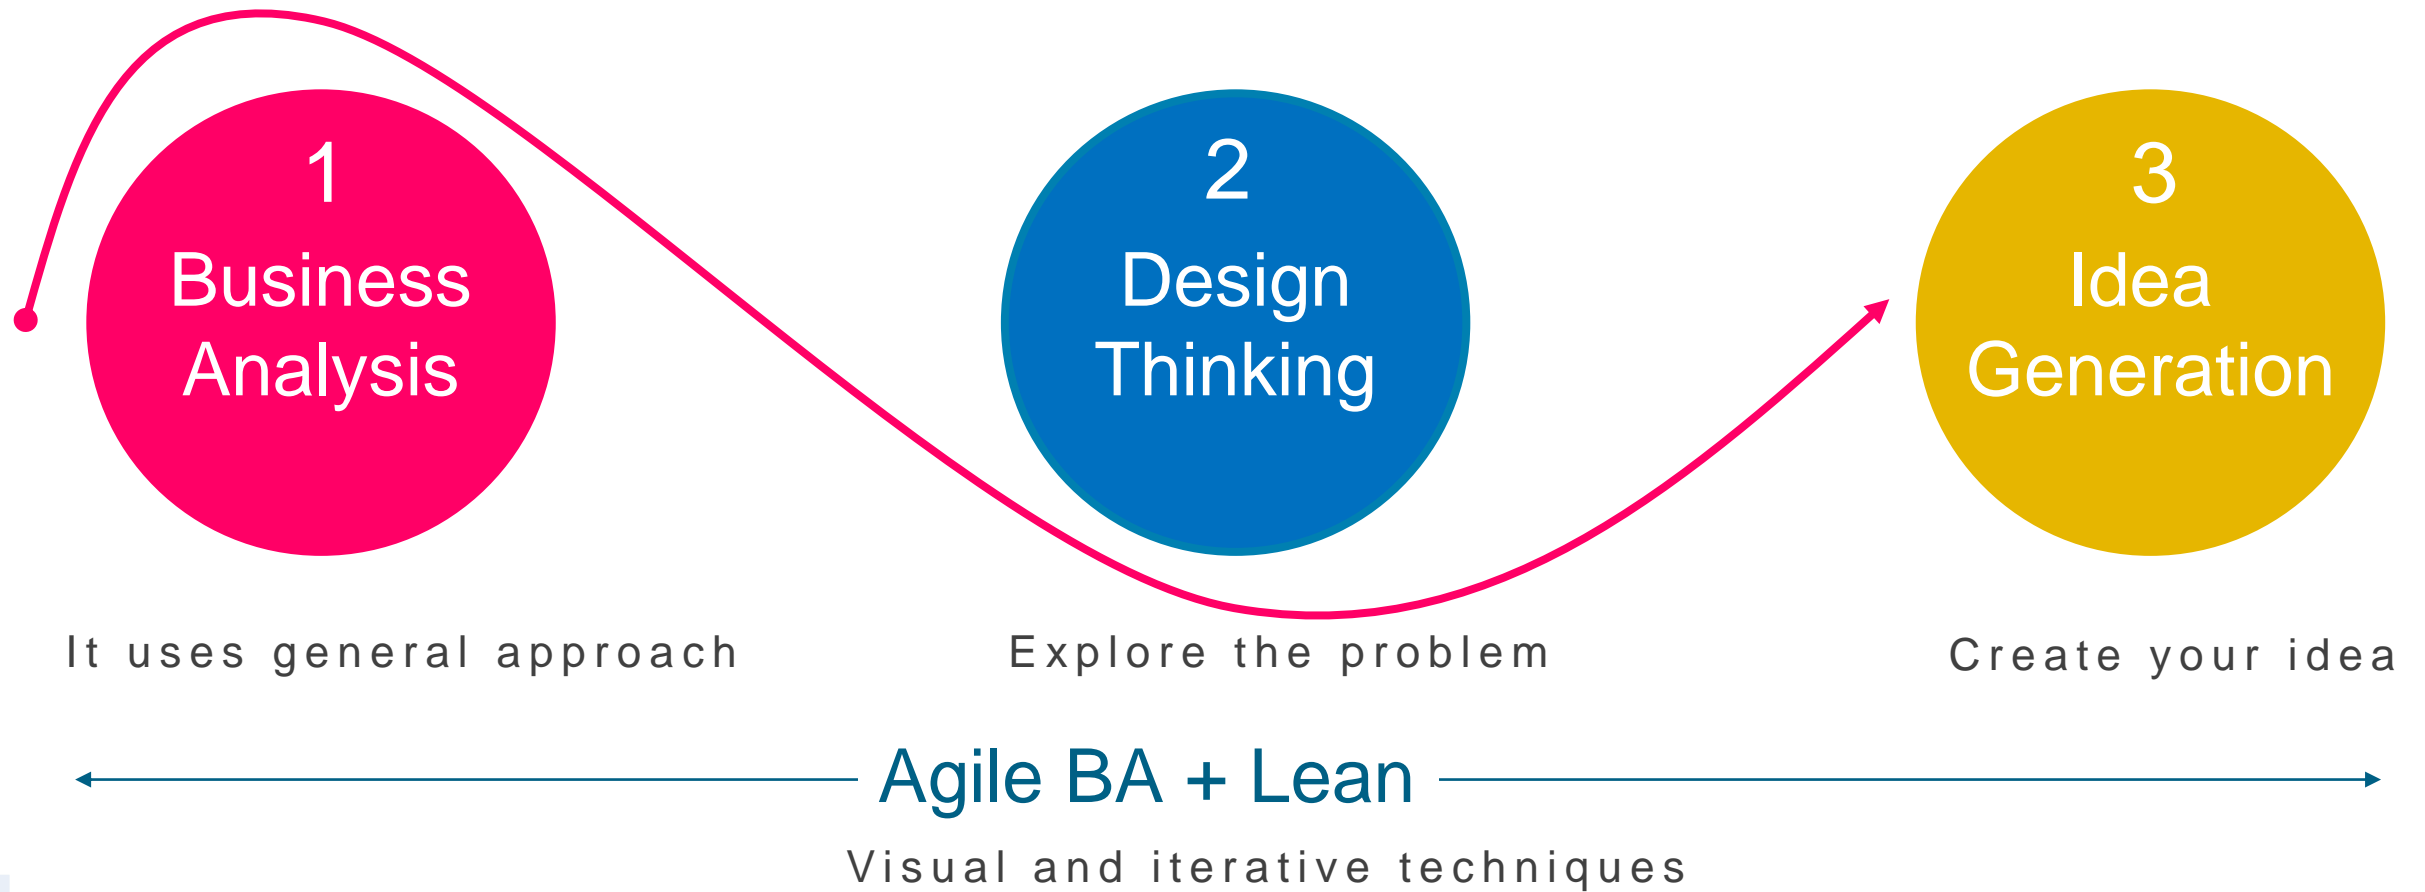 1
Business
Analysis
2
Design
Thinking
3
Idea
Generation
It uses general approach
Explore the problem
Create your idea
Agile BA + Lean
Visual and iterative techniques